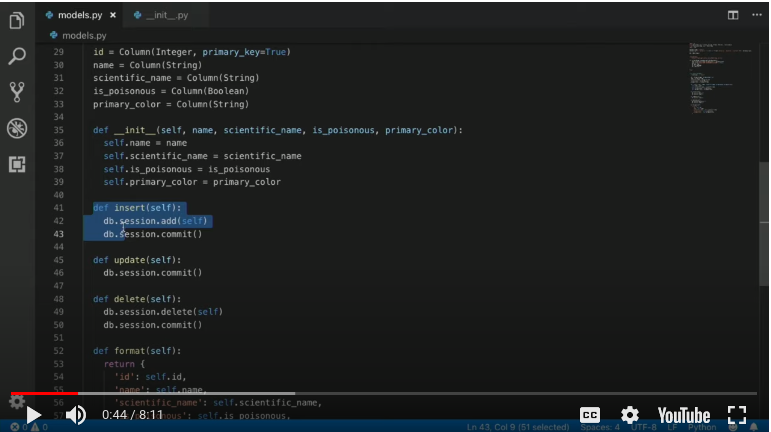 models.py × __init__.py ...
models.py
29 id = Column(Integer, primary_key=True)
30 name = Column(String)
31 scientific_name = Column(String)
32 is_poisonous = Column(Boolean)
33 primary_color = Column(String)
34
35 def __init__(self, name, scientific_name, is_poisonous, primary_color):
36 self.name = name
37 self.scientific_name = scientific_name
38 self.is_poisonous = is_poisonous
39 self.primary_color = primary_color
40
41 def insert(self):
42 db.session.add(self)
43 db.session.commit()
44
45 def update(self):
46 db.session.commit()
47
48 def delete(self):
49 db.session.delete(self)
50 db.session.commit()
51
52 def format(self):
53 return {
54 'id': self.id,
55 'name': self.name,
56 'scientific_name': self.scientific_name,
57 'is_poisonous': self.is_poisonous,
0:44 / 8:11 CC YouTube
0 0 Ln 43, Col 9 (51 selected) Spaces: 4 UTF-8 LF Python